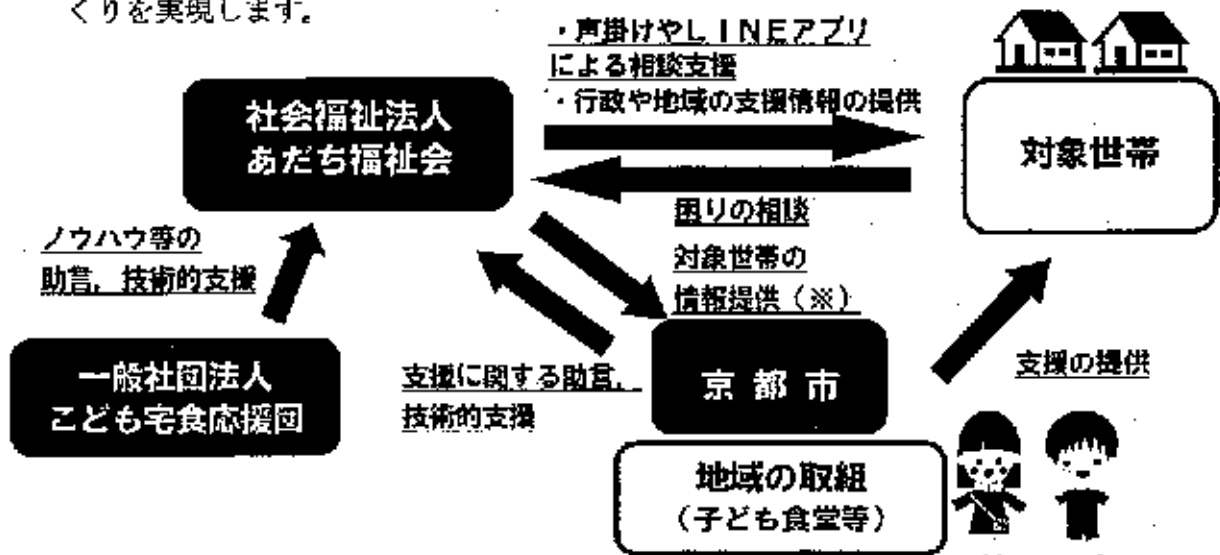 くりを実現します。
・声掛けやLINEアプリ
による相談支援
・行政や地域の支援情報の提供
社会福祉法人
あだち福祉会
対象世帯
困りの相談
ノウハウ等の
助言，技術的支援
対象世帯の
情報提供（※）
一般社団法人
こども宅食応援団
支援に関する助言，
技術的支援
京都市
支援の提供
地域の取組
（子ども食堂等）